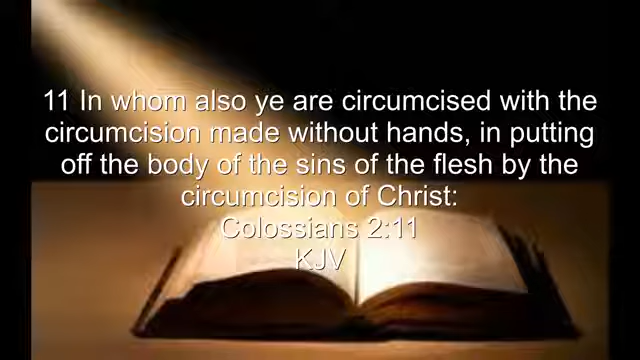 11 In whom also ye are circumcised with the
circumcision made without hands, in putting
off the body of the sins of the flesh by the
circumcision of Christ:
Colossians 2:11
KJV